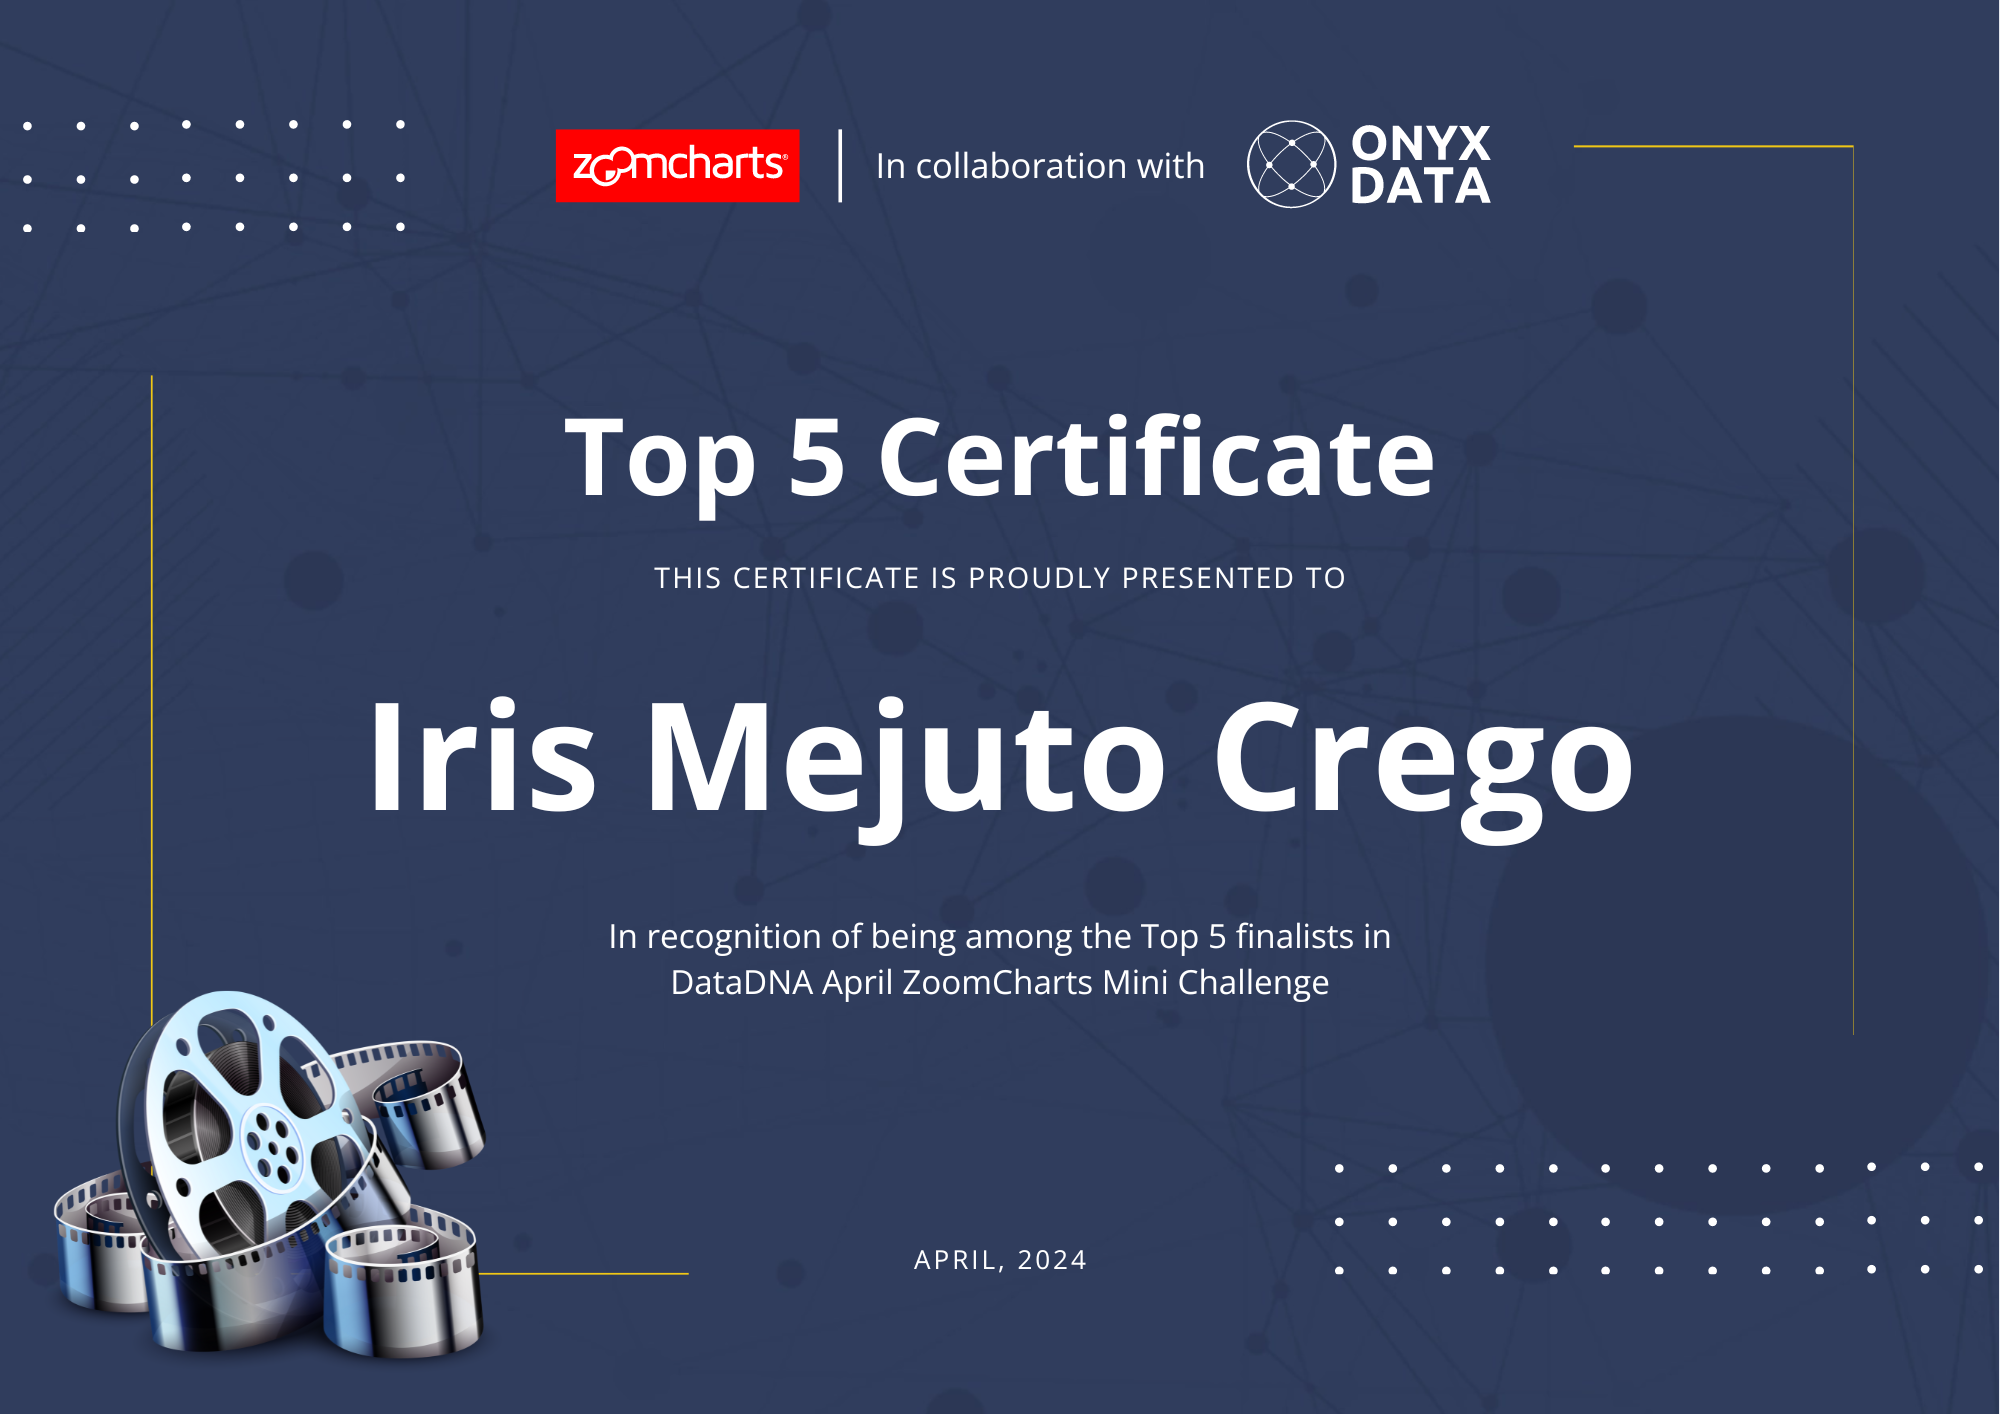 zoomcharts® | In collaboration with ONYX DATA
Top 5 Certificate
THIS CERTIFICATE IS PROUDLY PRESENTED TO
Iris Mejuto Crego
In recognition of being among the Top 5 finalists in
DataDNA April ZoomCharts Mini Challenge
APRIL, 2024